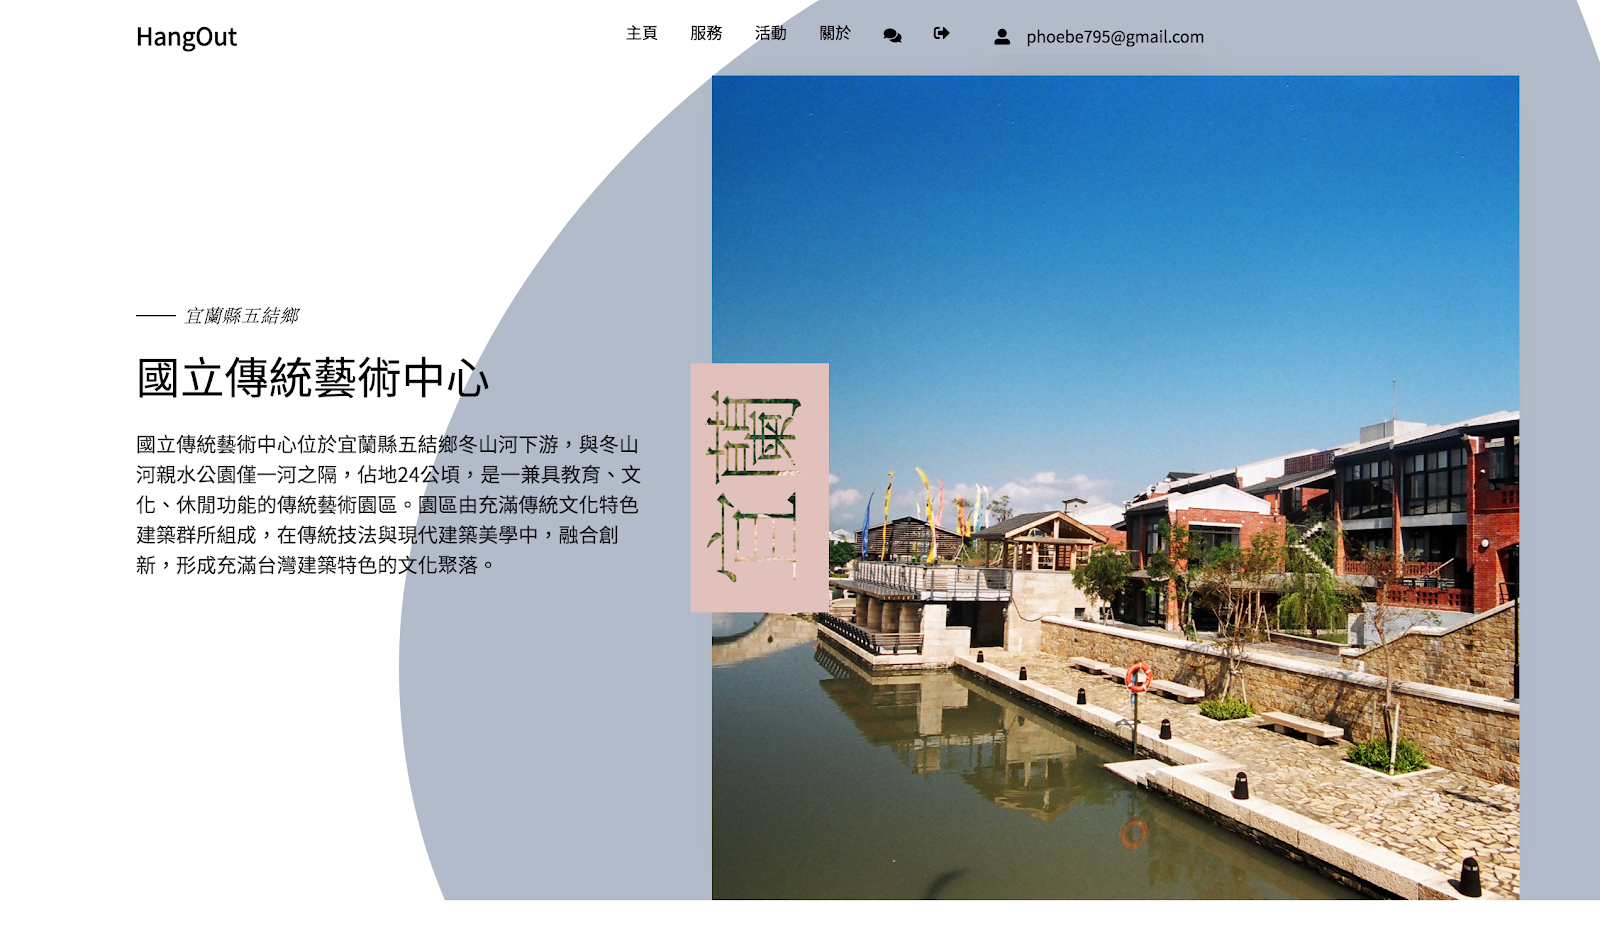 HangOut
主頁 服務 活動 關於 phoebe795@gmail.com
宜蘭縣五結鄉
國立傳統藝術中心
國立傳統藝術中心位於宜蘭縣五結鄉冬山河下游，與冬山
河親水公園僅一河之隔，佔地24公頃，是一兼具教育、文
化、休閒功能的傳統藝術園區。園區由充滿傳統文化特色
建築群所組成，在傳統技法與現代建築美學中，融合創
新，形成充滿台灣建築特色的文化聚落。
宜蘭